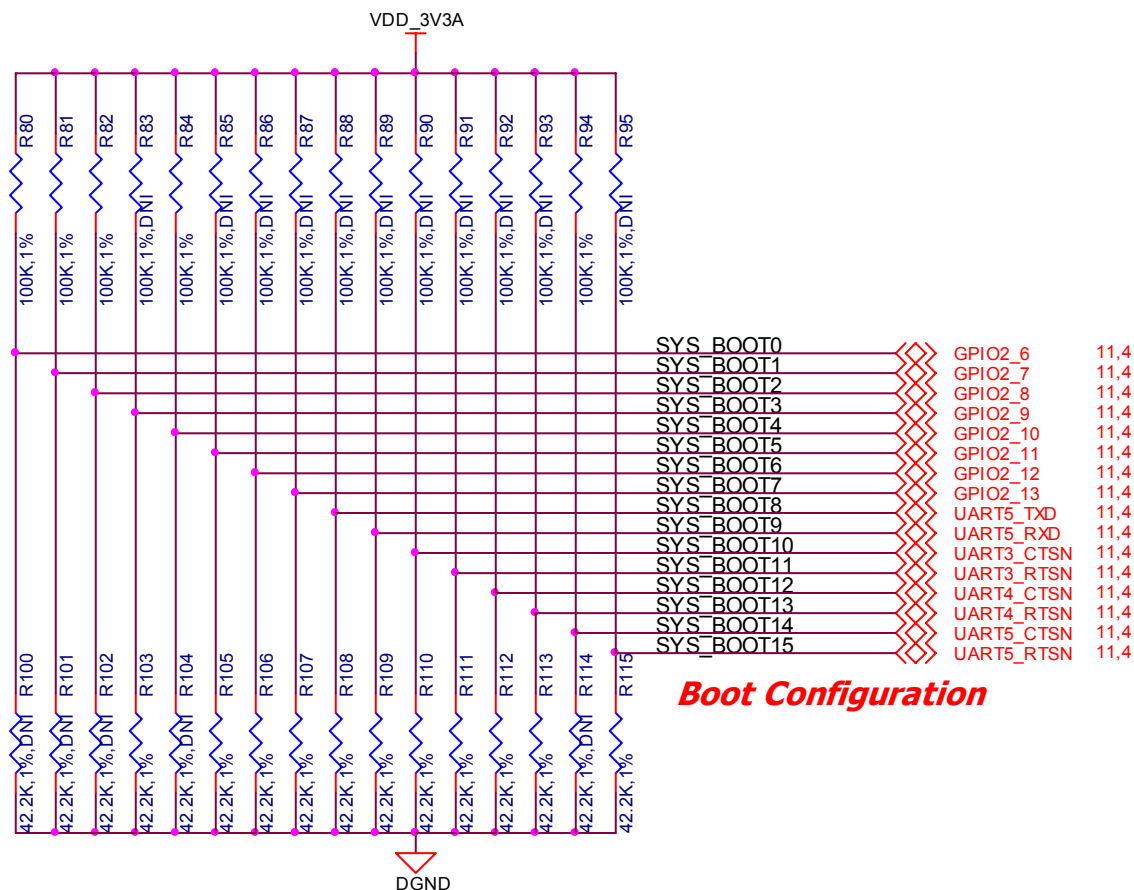 VDD_3V3A
R80
R81
R82
R83
R84
R85
R86
R87
R88
R89
R90
R91
R92
R93
R94
R95
100K,1%
100K,1%
100K,1%
100K,1%,DNI
100K,1%
100K,1%,DNI
100K,1%,DNI
100K,1%,DNI
100K,1%,DNI
100K,1%,DNI
100K,1%,DNI
100K,1%,DNI
100K,1%,DNI
100K,1%,DNI
100K,1%
100K,1%,DNI
SYS_BOOT0 GPIO2_6 11,4
SYS_BOOT1 GPIO2_7 11,4
SYS_BOOT2 GPIO2_8 11,4
SYS_BOOT3 GPIO2_9 11,4
SYS_BOOT4 GPIO2_10 11,4
SYS_BOOT5 GPIO2_11 11,4
SYS_BOOT6 GPIO2_12 11,4
SYS_BOOT7 GPIO2_13 11,4
SYS_BOOT8 UART5_TXD 11,4
SYS_BOOT9 UART5_RXD 11,4
SYS_BOOT10 UART3_CTSN 11,4
SYS_BOOT11 UART3_RTSN 11,4
SYS_BOOT12 UART4_CTSN 11,4
SYS_BOOT13 UART4_RTSN 11,4
SYS_BOOT14 UART5_CTSN 11,4
SYS_BOOT15 UART5_RTSN 11,4
R100
R101
R102
R103
R104
R105
R106
R107
R108
R109
R110
R111
R112
R113
R114
R115
Boot Configuration
42.2K,1%,DNI
42.2K,1%,DNI
42.2K,1%,DNI
42.2K,1%
42.2K,1%,DNI
42.2K,1%
42.2K,1%
42.2K,1%
42.2K,1%
42.2K,1%
42.2K,1%
42.2K,1%
42.2K,1%
42.2K,1%
42.2K,1%,DNI
42.2K,1%
DGND